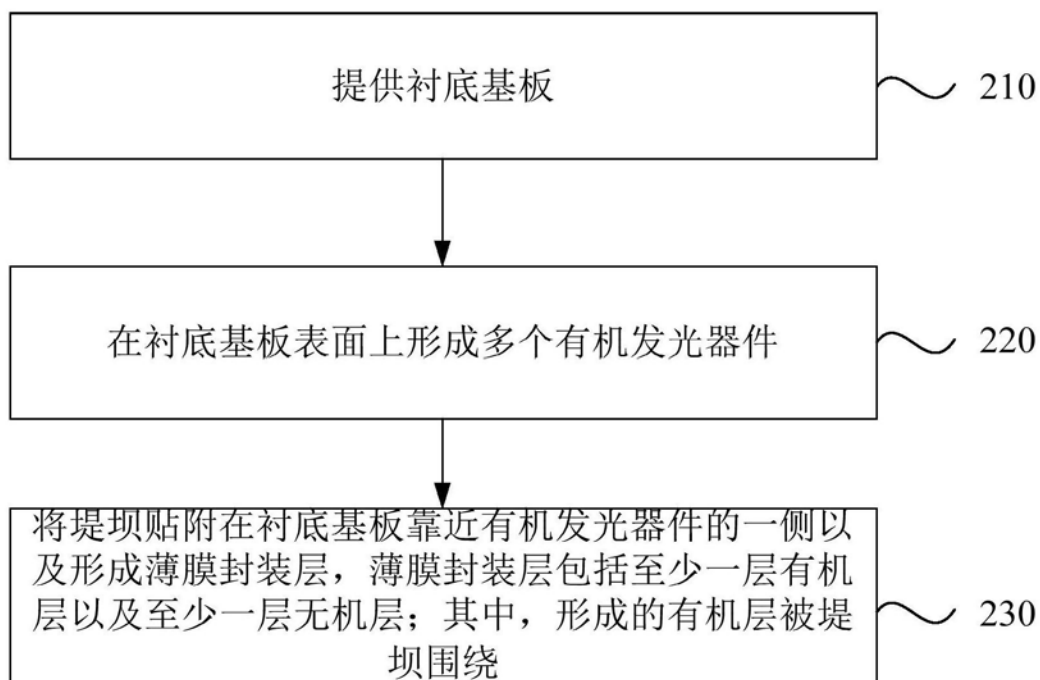 提供衬底基板
210
在衬底基板表面上形成多个有机发光器件
220
将堤坝贴附在衬底基板靠近有机发光器件的一侧以
及形成薄膜封装层，薄膜封装层包括至少一层有机
层以及至少一层无机层；其中，形成的有机层被堤
坝围绕
230